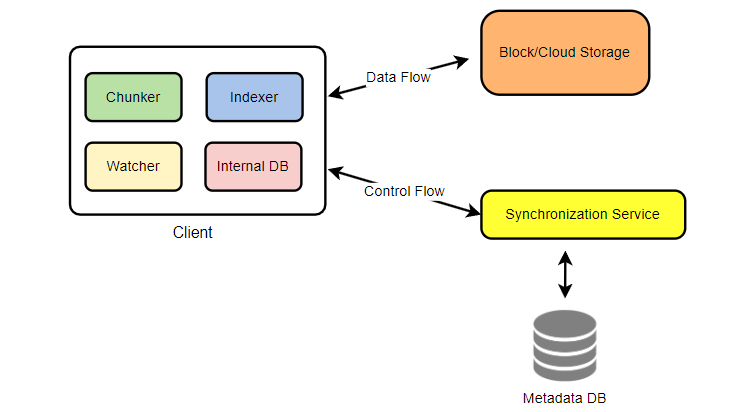 Block/Cloud Storage
Data Flow
Chunker
Indexer
Watcher
Internal DB
Control Flow
Client
Synchronization Service
Metadata DB